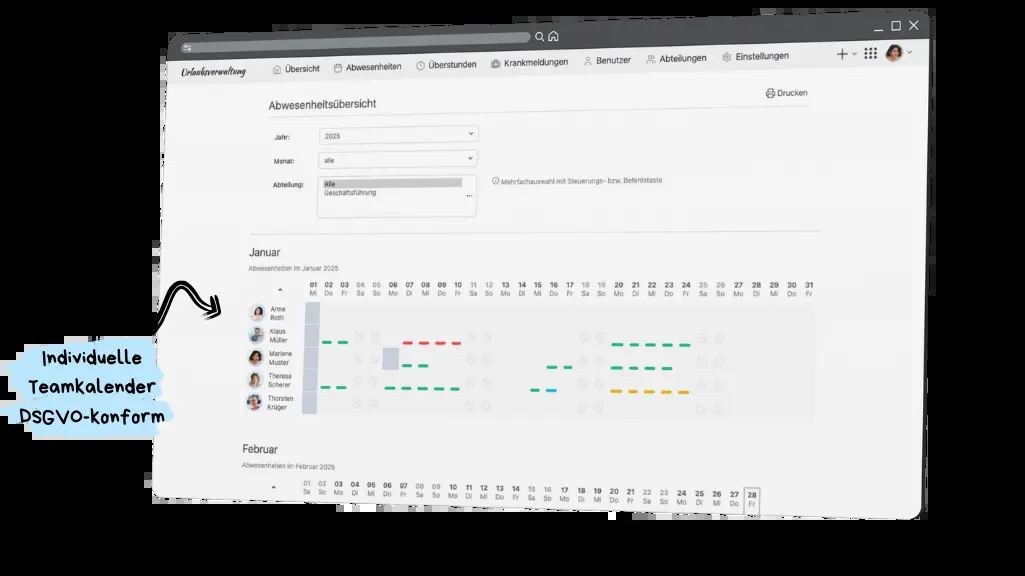 Urlaubsverwaltung
Übersicht Abwesenheiten Überstunden Krankmeldungen Benutzer Abteilungen Einstellungen
Abwesenheitsübersicht
Drucken
Jahr: 2025
Monat: alle
Abteilung: Alle
Geschäftsführung
Mehrfachauswahl mit Steuerungs- bzw. Befehlstaste
Januar
Abwesenheiten im Januar 2025
01 02 03 04 05 06 07 08 09 10 11 12 13 14 15 16 17 18 19 20 21 22 23 24 25 26 27 28 29 30 31
Mi Do Fr Sa So Mo Di Mi Do Fr Sa So Mo Di Mi Do Fr Sa So Mo Di Mi Do Fr Sa So Mo Di Mi Do Fr
Anne
Roth
Klaus
Müller
Marlene
Muster
Theresa
Scherer
Thorsten
Krüger
Individuelle
Teamkalender
DSGVO-konform
Februar
Abwesenheiten im Februar 2025
01 02 03 04 05 06 07 08 09 10 11 12 13 14 15 16 17 18 19 20 21 22 23 24 25 26 27 28
Sa So Mo Di Mi Do Fr Sa So Mo Di Mi Do Fr Sa So Mo Di Mi Do Fr Sa So Mo Di Mi Do Fr